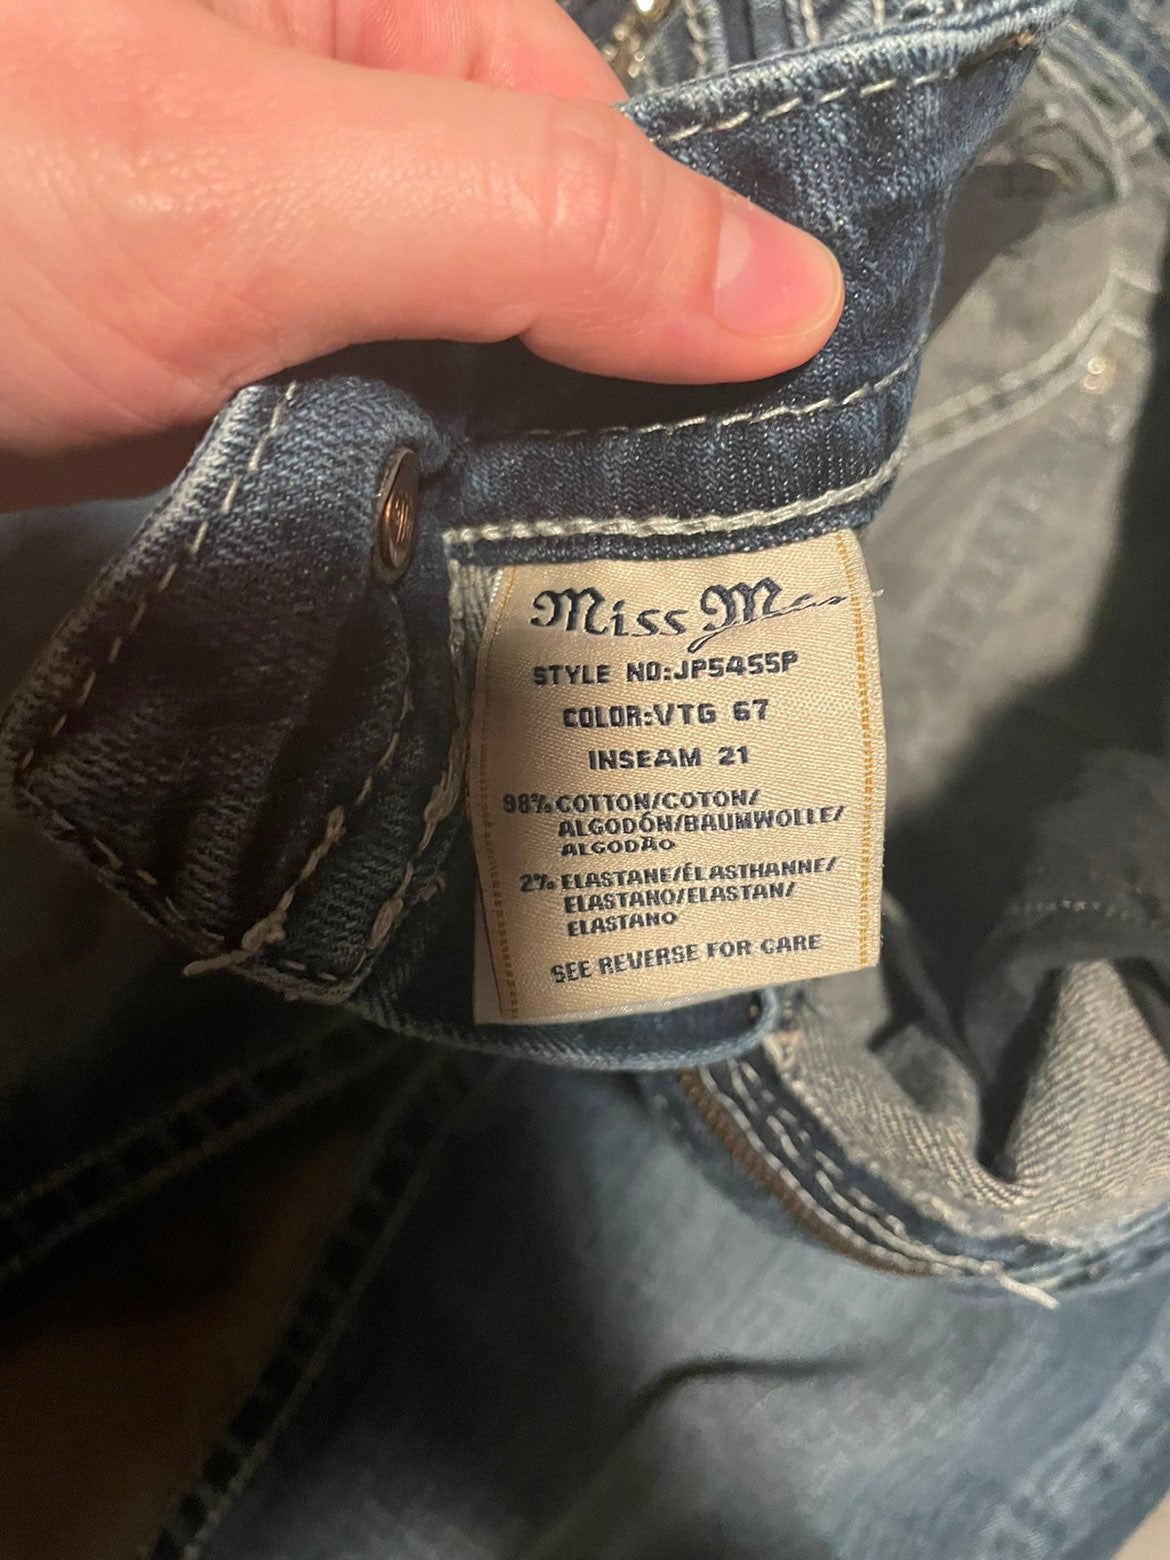 Miss Me
STYLE NO:JP5455P
COLOR:VTG 67
INSEAM 21
98% COTTON/COTON/
ALGODÓN/BAUMWOLLE/
ALGODÃO
2% ELASTANE/ÉLASTHANNE/
ELASTANO/ELASTAN/
ELASTANO
SEE REVERSE FOR CARE